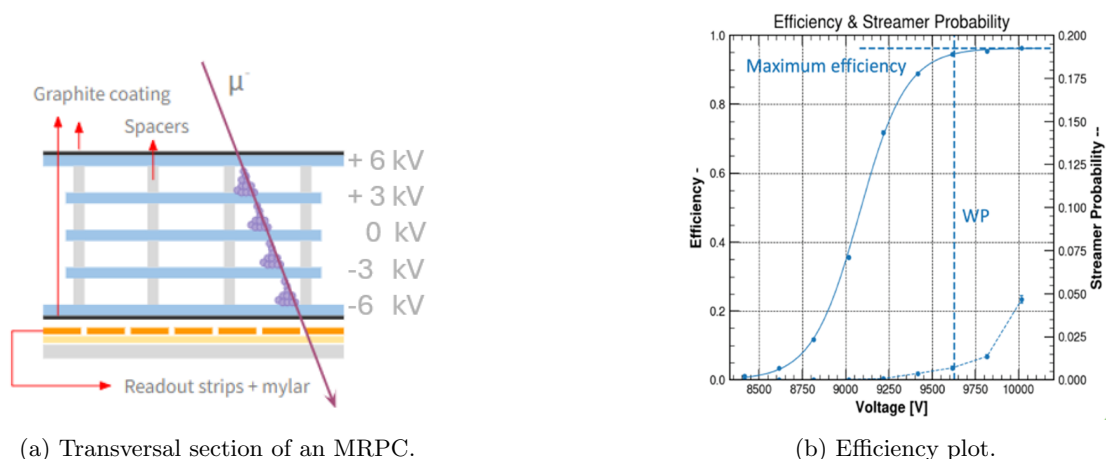 Graphite coating
Spacers
μ-
+ 6 kV
+ 3 kV
0 kV
-3 kV
-6 kV
Readout strips + mylar
(a) Transversal section of an MRPC.
Efficiency & Streamer Probability
Maximum efficiency
WP
Efficiency -
1.0
0.8
0.6
0.4
0.2
0.0
8500 8750 9000 9250 9500 9750 10000
Voltage [V]
0.200
0.175
0.150
0.125
0.100
0.075
0.050
0.025
0.000
Streamer Probability --
(b) Efficiency plot.